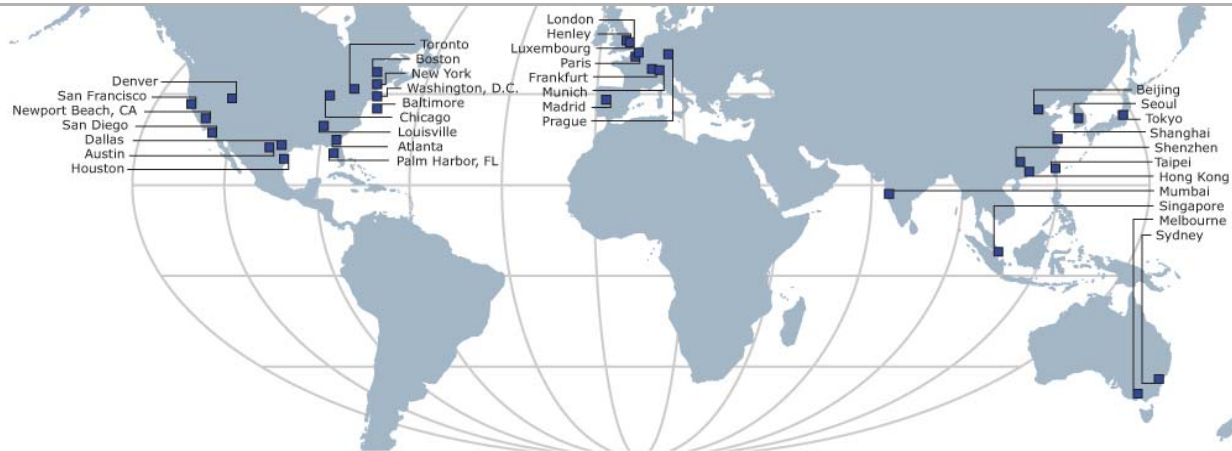 Denver
San Francisco
Newport Beach, CA
San Diego
Dallas
Austin
Houston
Toronto
Boston
New York
Washington, D.C.
Baltimore
Chicago
Louisville
Atlanta
Palm Harbor, FL
London
Henley
Luxembourg
Paris
Frankfurt
Munich
Madrid
Prague
Beijing
Seoul
Tokyo
Shanghai
Shenzhen
Taipei
Hong Kong
Mumbai
Singapore
Melbourne
Sydney